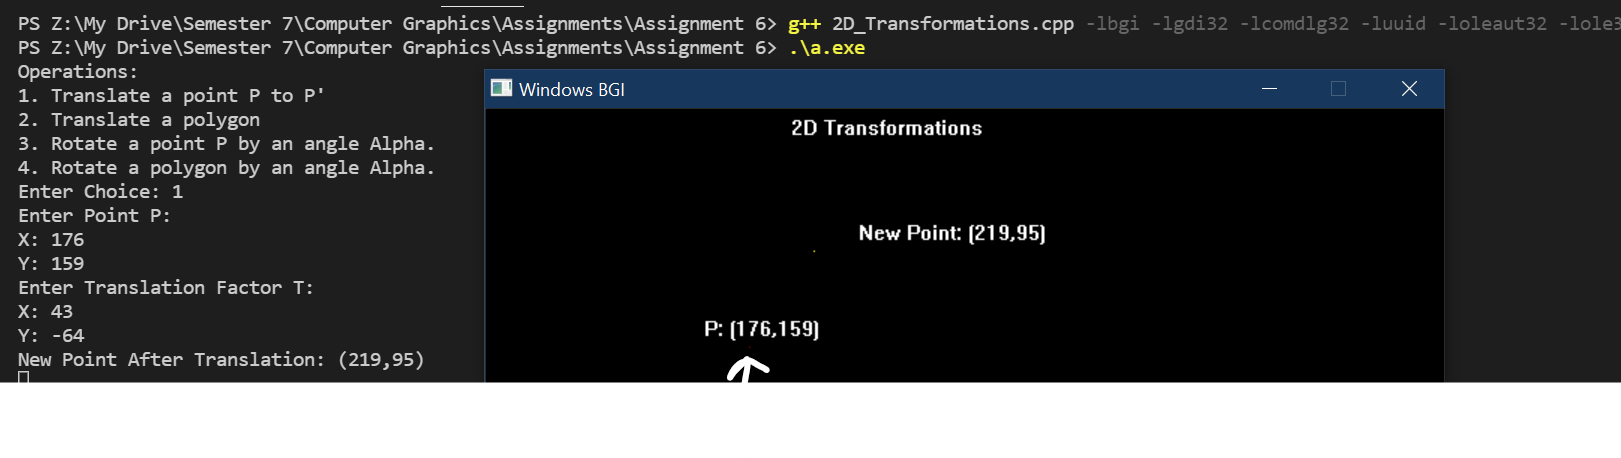 PS Z:\My Drive\Semester 7\Computer Graphics\Assignments\Assignment 6> g++ 2D_Transformations.cpp -lbgi -lgdi32 -lcomdlg32 -luuid -loleaut32 -lole3
PS Z:\My Drive\Semester 7\Computer Graphics\Assignments\Assignment 6> .\a.exe
Operations:
1. Translate a point P to P'
2. Translate a polygon
3. Rotate a point P by an angle Alpha.
4. Rotate a polygon by an angle Alpha.
Enter Choice: 1
Enter Point P:
X: 176
Y: 159
Enter Translation Factor T:
X: 43
Y: -64
New Point After Translation: (219,95)
Windows BGI
2D Transformations
New Point: (219,95)
P: (176,159)